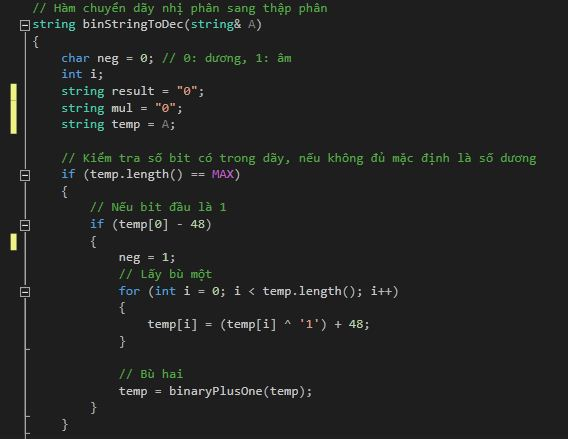 // Hàm chuyển dãy nhị phân sang thập phân
string binStringToDec(string& A)
{
char neg = 0; // 0: dương, 1: âm
int i;
string result = "0";
string mul = "0";
string temp = A;
// Kiểm tra số bit có trong dãy, nếu không đủ mặc định là số dương
if (temp.length() == MAX)
{
// Nếu bit đầu là 1
if (temp[0] - 48)
{
neg = 1;
// Lấy bù một
for (int i = 0; i < temp.length(); i++)
{
temp[i] = (temp[i] ^ '1') + 48;
}
// Bù hai
temp = binaryPlusOne(temp);
}
}